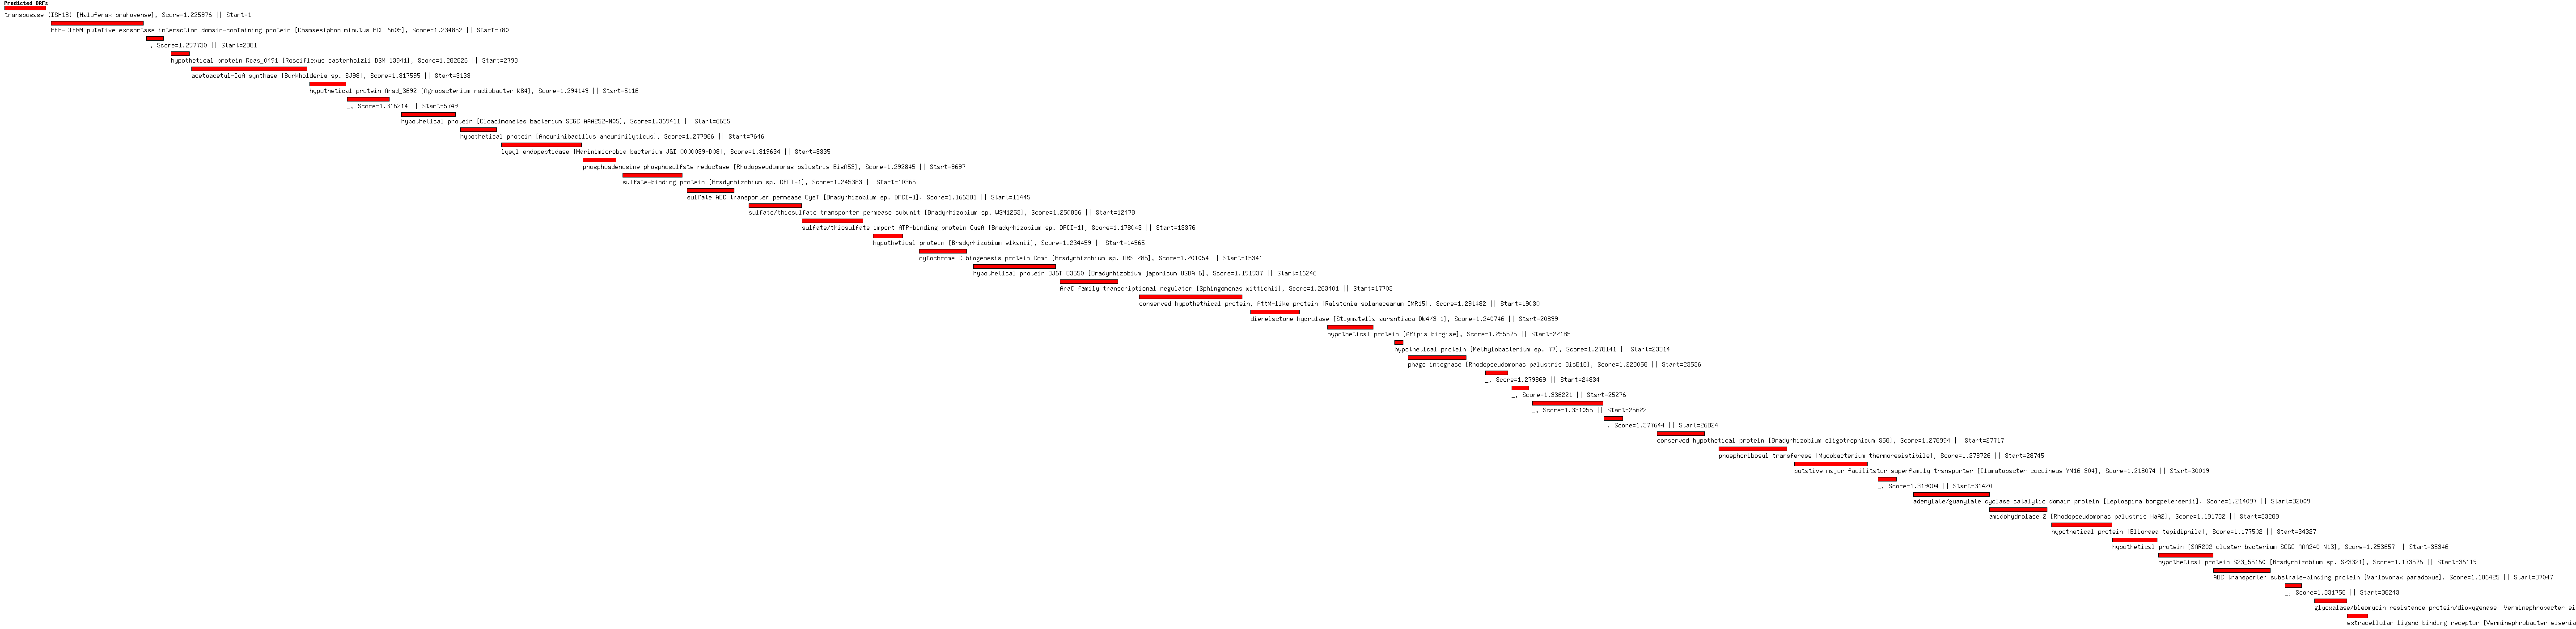 Predicted ORFs
transposase (ISH18) [Haloferax prahovense], Score=1.225976 || Start=1
PEP-CTERM putative exosortase interaction domain-containing protein [Chamaesiphon minutus PCC 6605], Score=1.234852 || Start=780
_, Score=1.297730 || Start=2381
hypothetical protein Rcas_0491 [Roseiflexus castenholzii DSM 13941], Score=1.282826 || Start=2793
acetoacetyl-CoA synthase [Burkholderia sp. SJ98], Score=1.317595 || Start=3133
hypothetical protein Arad_3692 [Agrobacterium radiobacter K84], Score=1.294149 || Start=5116
_, Score=1.316214 || Start=5749
hypothetical protein [Cloacimonetes bacterium SCGC AAA252-N05], Score=1.369411 || Start=6655
hypothetical protein [Aneurinibacillus aneurinilyticus], Score=1.277966 || Start=7646
lysyl endopeptidase [Marinimicrobia bacterium JGI 0000039-D08], Score=1.319634 || Start=8335
phosphoadenosine phosphosulfate reductase [Rhodopseudomonas palustris BisA53], Score=1.292845 || Start=9697
sulfate-binding protein [Bradyrhizobium sp. DFCI-1], Score=1.245383 || Start=10365
sulfate ABC transporter permease CysT [Bradyrhizobium sp. DFCI-1], Score=1.166381 || Start=11445
sulfate/thiosulfate transporter permease subunit [Bradyrhizobium sp. WSM1253], Score=1.250856 || Start=12478
sulfate/thiosulfate import ATP-binding protein CysA [Bradyrhizobium sp. DFCI-1], Score=1.178043 || Start=13376
hypothetical protein [Bradyrhizobium elkanii], Score=1.234459 || Start=14565
cytochrome C biogenesis protein CcmE [Bradyrhizobium sp. ORS 285], Score=1.201054 || Start=15341
hypothetical protein BJ6T_83550 [Bradyrhizobium japonicum USDA 6], Score=1.191937 || Start=16246
AraC family transcriptional regulator [Sphingomonas wittichii], Score=1.263401 || Start=17703
conserved hypothethical protein, AttM-like protein [Ralstonia solanacearum CMR15], Score=1.291482 || Start=19030
dienelactone hydrolase [Stigmatella aurantiaca DW4/3-1], Score=1.240746 || Start=20899
hypothetical protein [Afipia birgiae], Score=1.255575 || Start=22185
hypothetical protein [Methylobacterium sp. 77], Score=1.278141 || Start=23314
phage integrase [Rhodopseudomonas palustris BisB18], Score=1.228058 || Start=23536
_, Score=1.279869 || Start=24834
_, Score=1.336221 || Start=25276
_, Score=1.331055 || Start=25622
_, Score=1.377644 || Start=26824
conserved hypothetical protein [Bradyrhizobium oligotrophicum S58], Score=1.278994 || Start=27717
phosphoribosyl transferase [Mycobacterium thermoresistibile], Score=1.278726 || Start=28745
putative major facilitator superfamily transporter [Ilumatobacter coccineus YM16-304], Score=1.218074 || Start=30019
_, Score=1.319004 || Start=31420
adenylate/guanylate cyclase catalytic domain protein [Leptospira borgpetersenii], Score=1.214097 || Start=32009
amidohydrolase 2 [Rhodopseudomonas palustris HaA2], Score=1.191732 || Start=33289
hypothetical protein [Elioraea tepidiphila], Score=1.177502 || Start=34327
hypothetical protein [SAR202 cluster bacterium SCGC AAA240-N13], Score=1.253657 || Start=35346
hypothetical protein S23_55160 [Bradyrhizobium sp. S23321], Score=1.173576 || Start=36119
ABC transporter substrate-binding protein [Variovorax paradoxus], Score=1.186425 || Start=37047
_, Score=1.331758 || Start=38243
glyoxalase/bleomycin resistance protein/dioxygenase [Verminephrobacter ei
extracellular ligand-binding receptor [Verminephrobacter eisenia